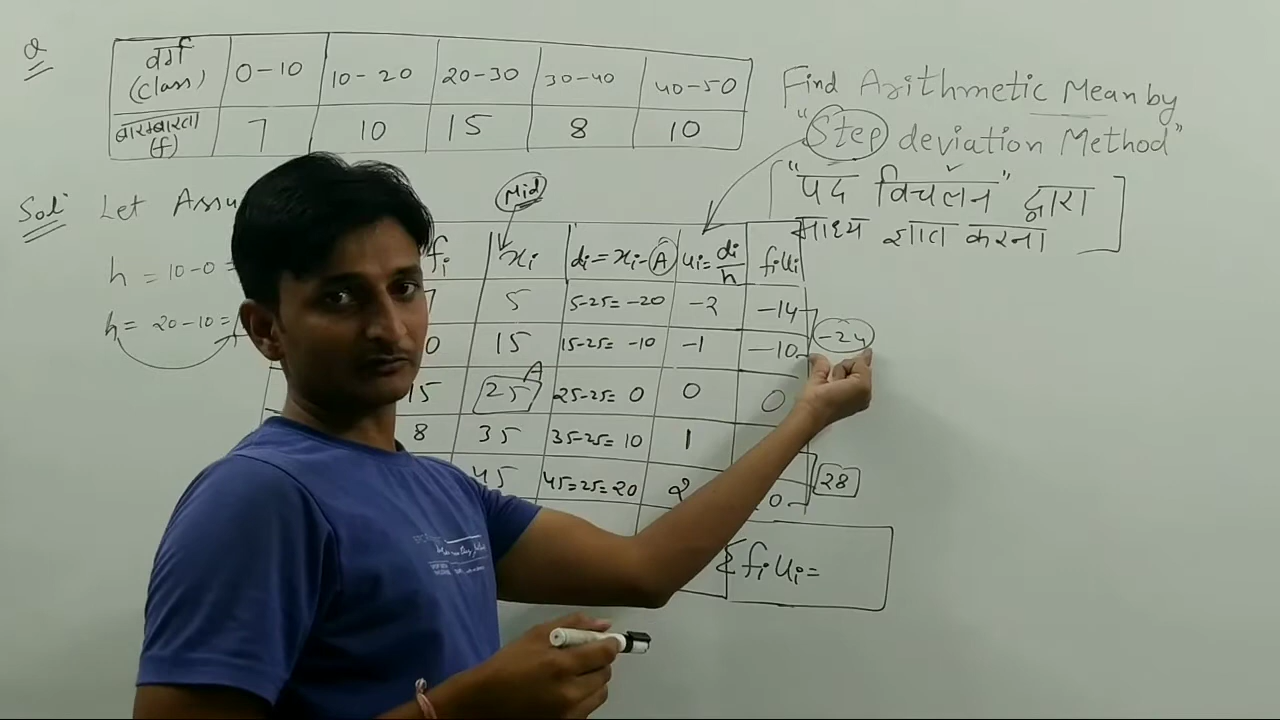 Q
वर्ग (class) 0-10 10-20 20-30 30-40 40-50
बारम्बारता (f) 7 10 15 8 10
Find Arithmetic Mean by
"Step deviation Method"
"पद विचलन" द्वारा
माध्य ज्ञात करना
Sol: Let Assu
Mid
h = 10-0 =
h = 20-10 =
fi xi di = xi - A ui = di/h fiui
7 5 5-25= -20 -2 -14
0 15 15-25= -10 -1 -10
-24
A
15 25 25-25= 0 0 0
8 35 35-25= 10 1
45 45=25= 20 2 0
28
Σfiui=